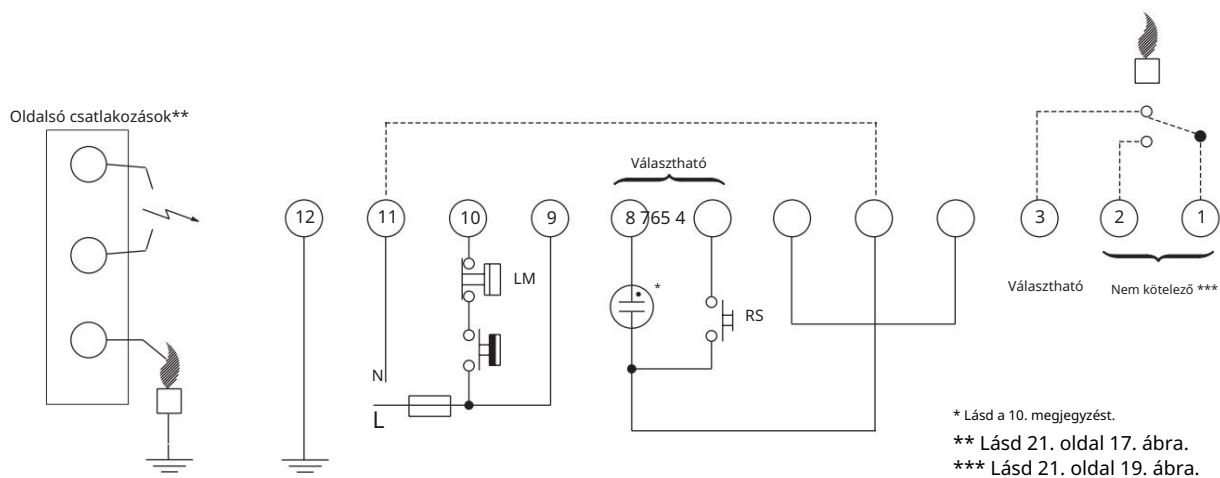 Oldalsó csatlakozások**
Választható
12 11 10 9 8 765 4 3 2 1
LM
*
RS
Választható
Nem kötelező ***
N
L
* Lásd a 10. megjegyzést.
** Lásd 21. oldal 17. ábra.
*** Lásd 21. oldal 19. ábra.